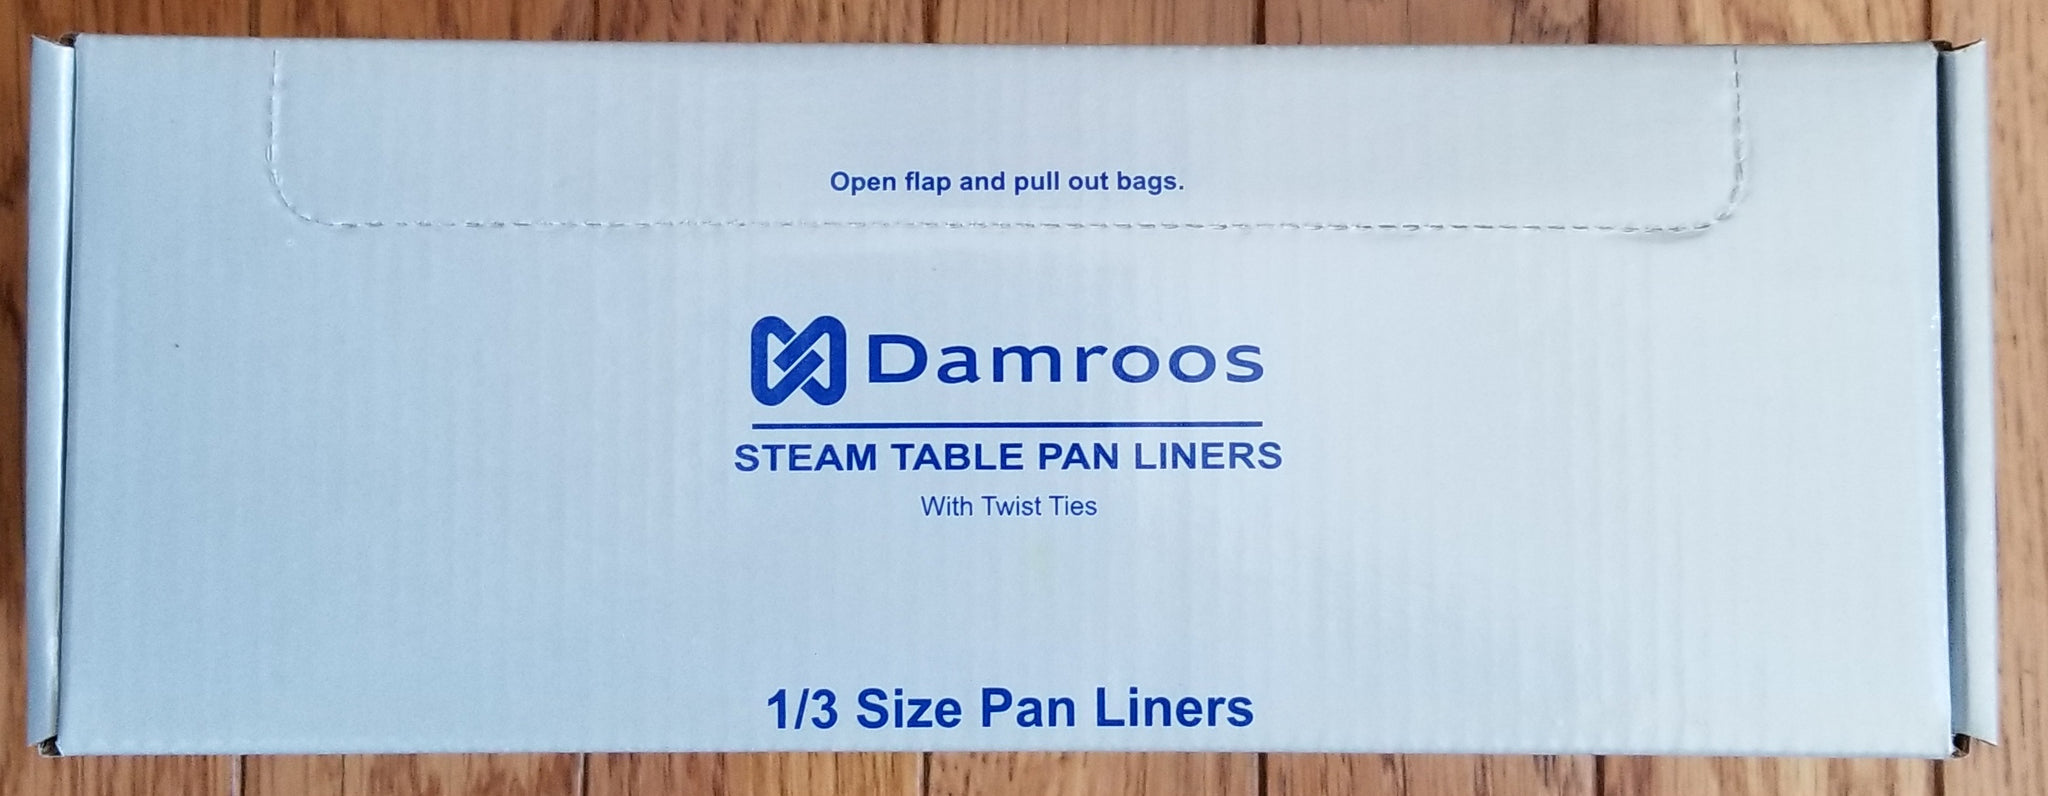 Open flap and pull out bags.
Damroos
STEAM TABLE PAN LINERS
With Twist Ties
1/3 Size Pan Liners